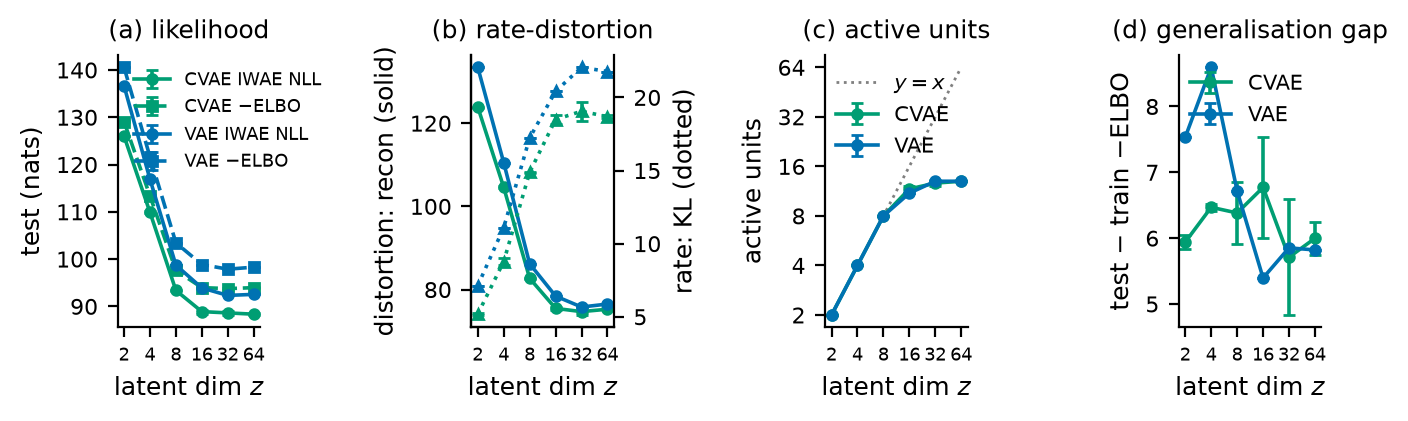 (a) likelihood
test (nats)
140
130
120
110
100
90
CVAE IWAE NLL
CVAE −ELBO
VAE IWAE NLL
VAE −ELBO
2 4 8 16 32 64
latent dim z
(b) rate-distortion
distortion: recon (solid)
120
100
80
20
15
10
5
rate: KL (dotted)
2 4 8 16 32 64
latent dim z
(c) active units
active units
64
32
16
8
4
2
y = x
CVAE
VAE
2 4 8 16 32 64
latent dim z
(d) generalisation gap
test − train −ELBO
8
7
6
5
CVAE
VAE
2 4 8 16 32 64
latent dim z